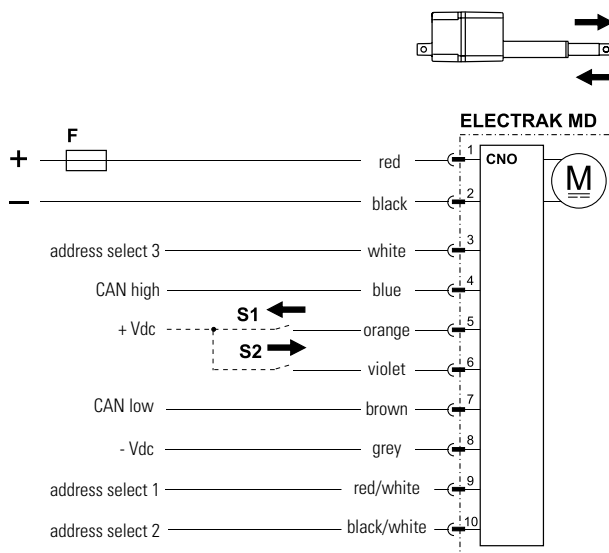 ELECTRAK MD
F
+ red 1 CNO M
– black 2
address select 3 white 3
CAN high blue 4
S1
+ Vdc orange 5
S2
violet 6
CAN low brown 7
- Vdc grey 8
address select 1 red/white 9
address select 2 black/white 10